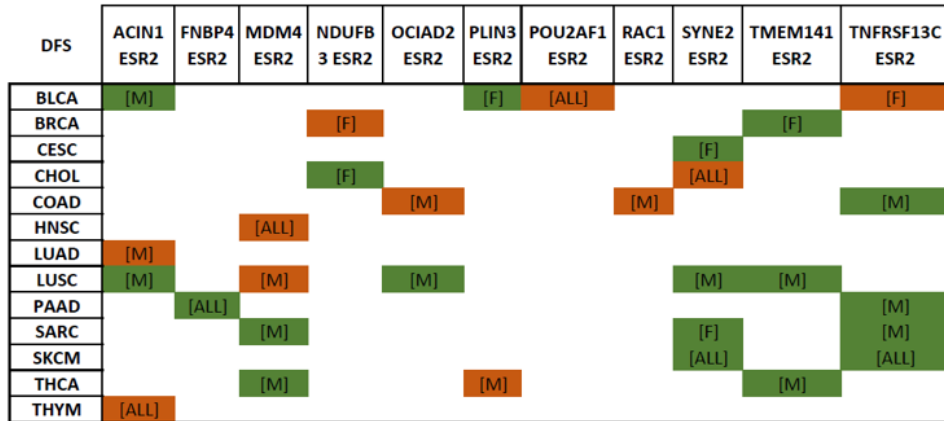 DFS ACIN1 ESR2 FNBP4 ESR2 MDM4 ESR2 NDUFB 3 ESR2 OCIAD2 ESR2 PLIN3 ESR2 POU2AF1 ESR2 RAC1 ESR2 SYNE2 ESR2 TMEM141 ESR2 TNFRSF13C ESR2
BLCA [M] [F] [ALL] [F]
BRCA [F] [F]
CESC [F]
CHOL [F] [ALL]
COAD [M] [M] [M]
HNSC [ALL]
LUAD [M]
LUSC [M] [M] [M] [M] [M]
PAAD [ALL] [M]
SARC [M] [F] [M]
SKCM [ALL] [ALL]
THCA [M] [M] [M]
THYM [ALL]